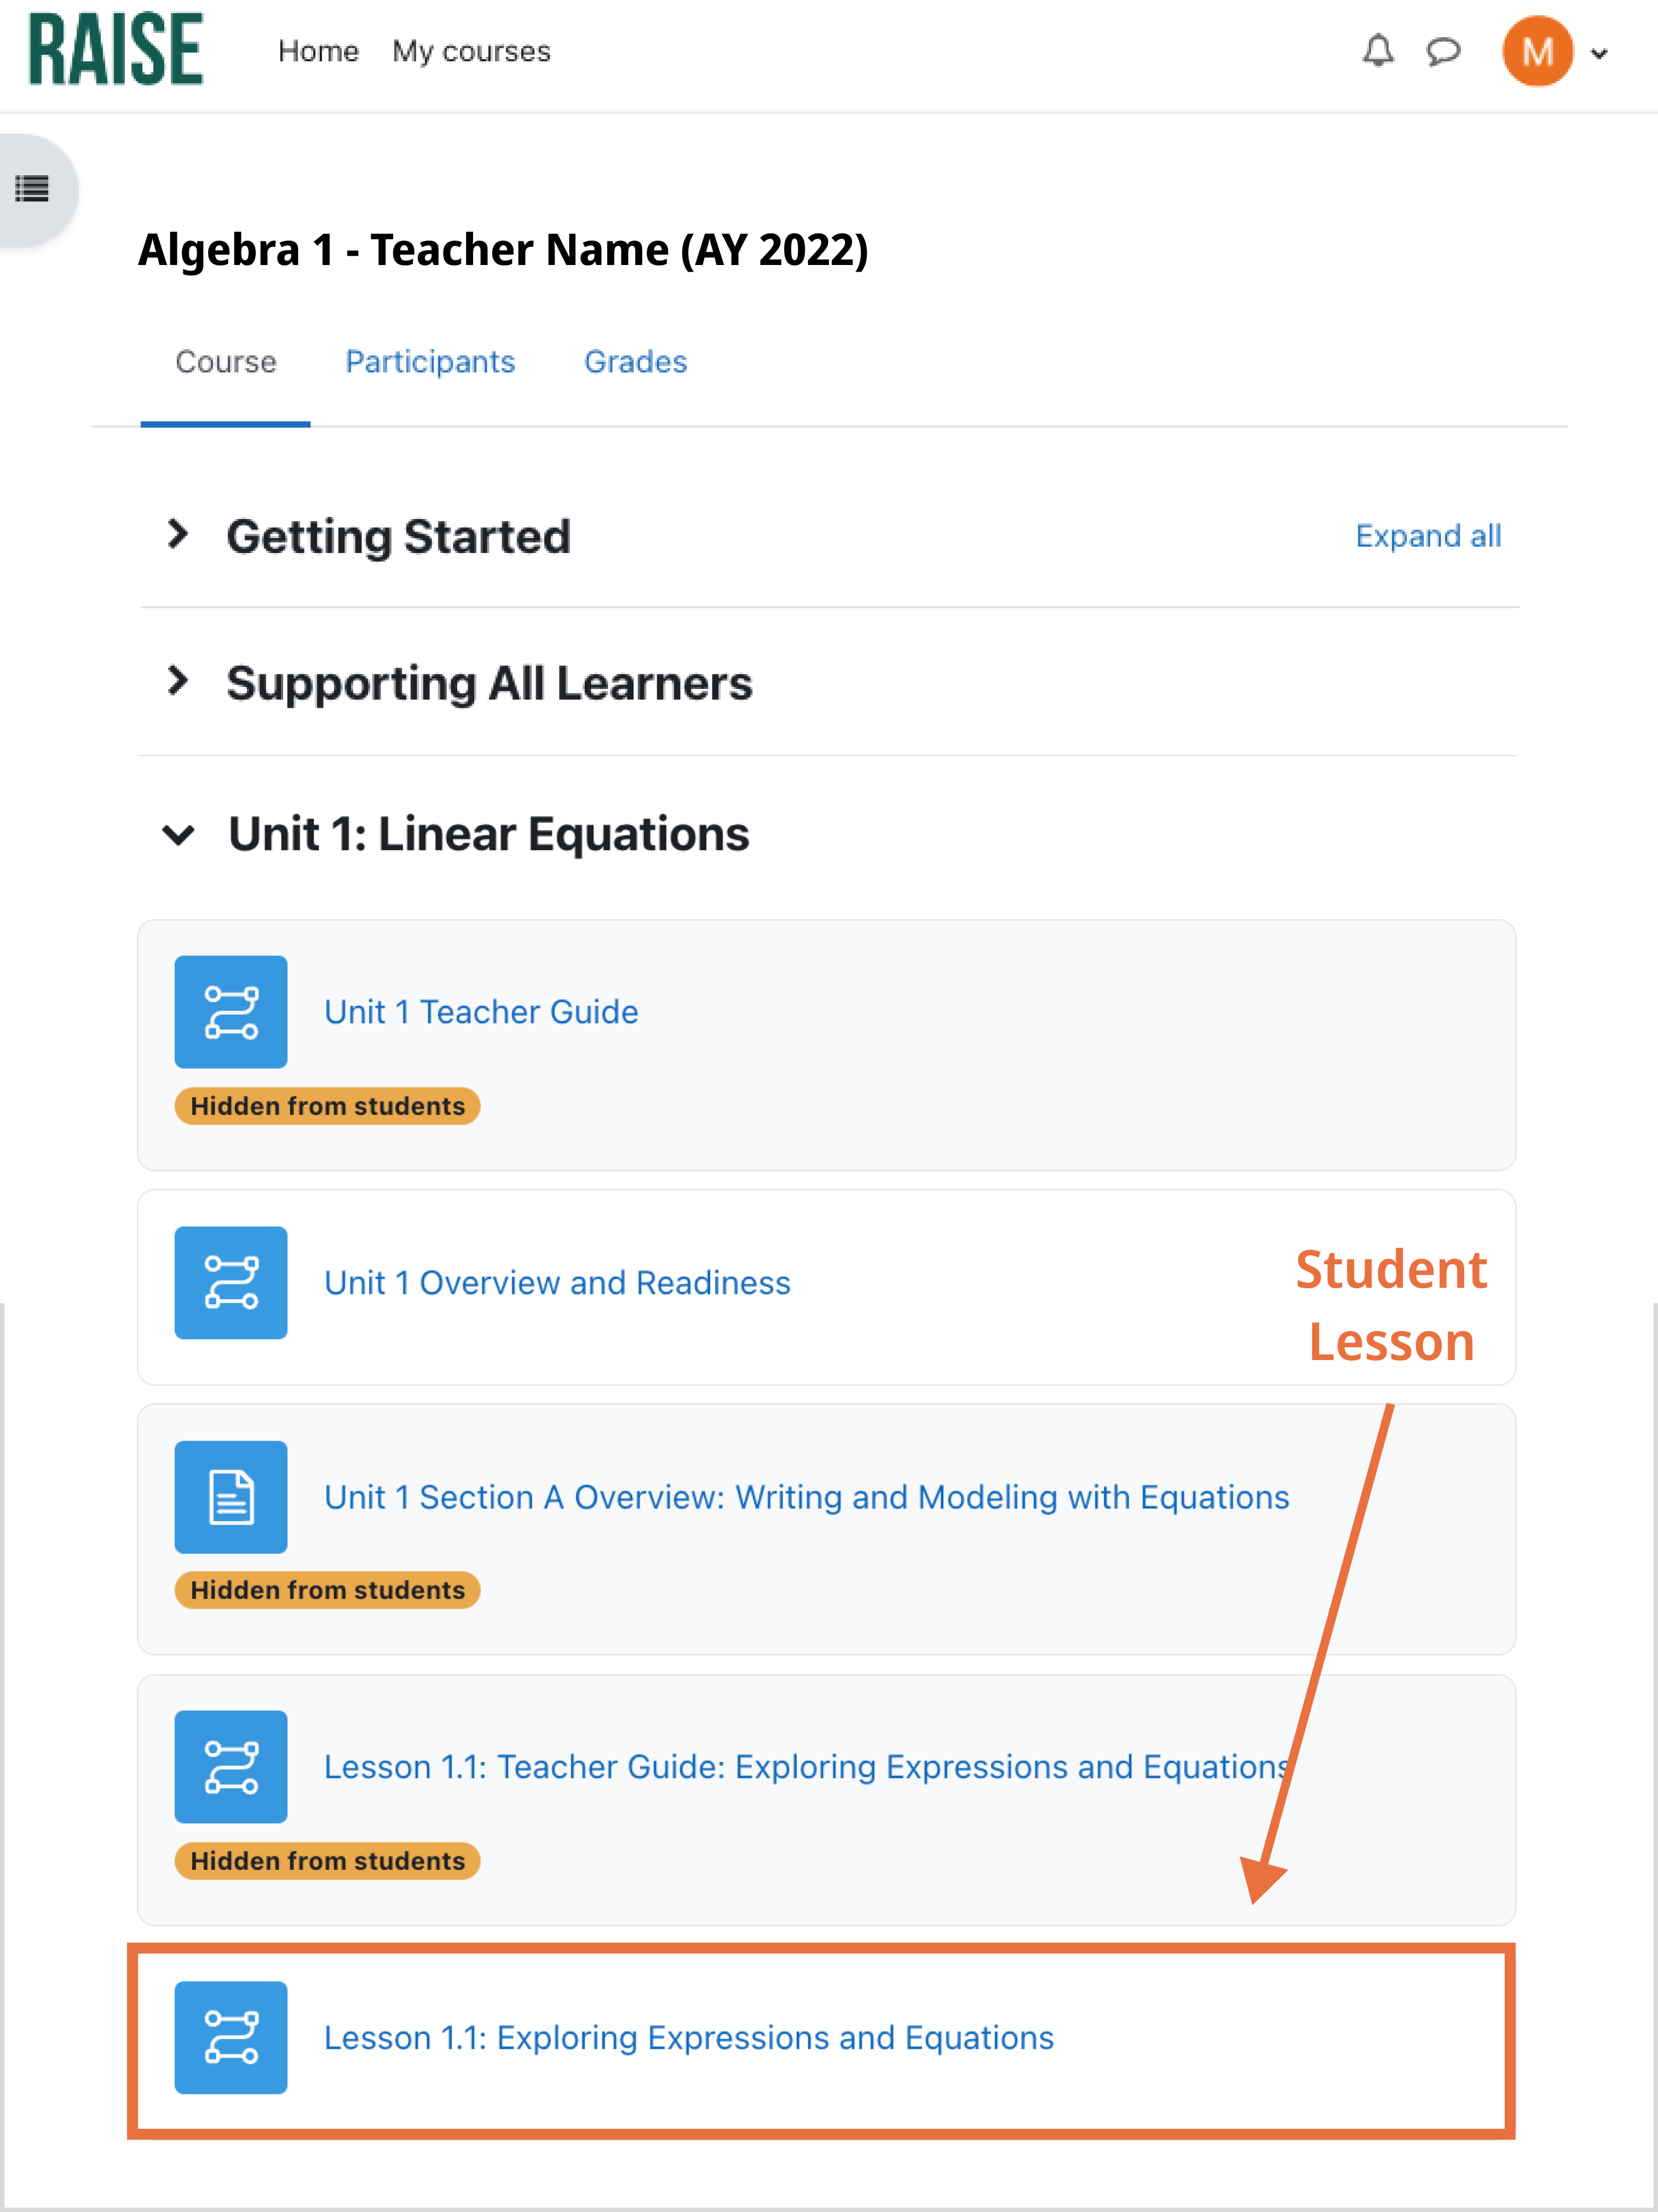 RAISE Home My courses M
Algebra 1 - Teacher Name (AY 2022)
Course Participants Grades
Getting Started Expand all
Supporting All Learners
Unit 1: Linear Equations
Unit 1 Teacher Guide
Hidden from students
Unit 1 Overview and Readiness
Student
Lesson
Unit 1 Section A Overview: Writing and Modeling with Equations
Hidden from students
Lesson 1.1: Teacher Guide: Exploring Expressions and Equations
Hidden from students
Lesson 1.1: Exploring Expressions and Equations